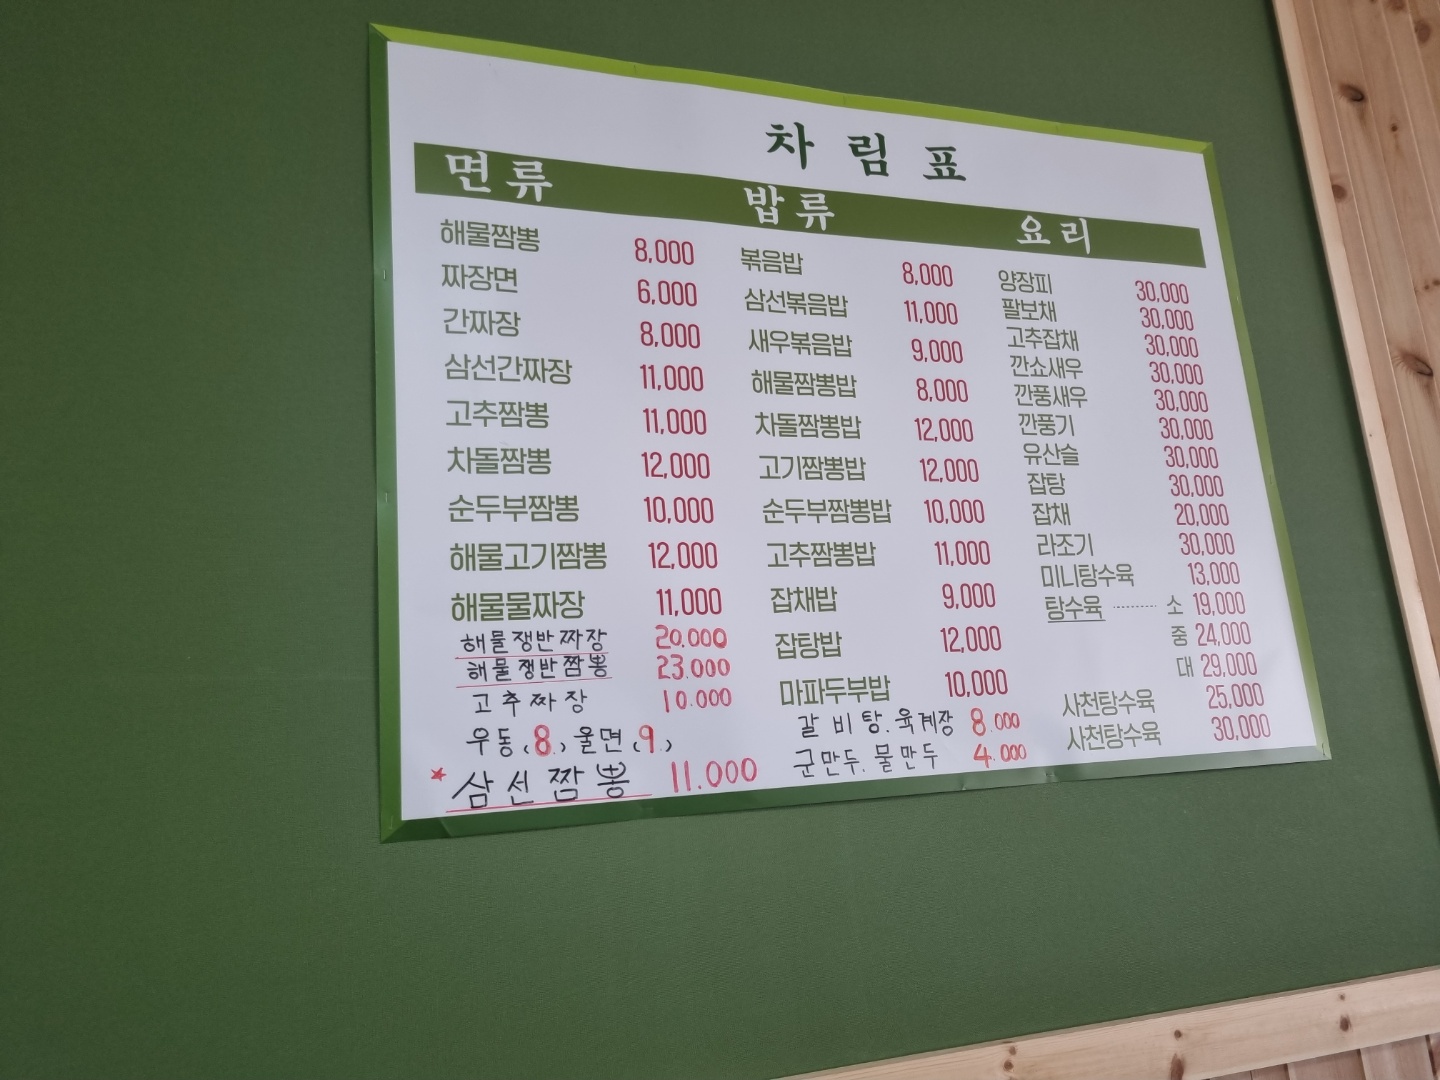 차림표
면류
해물짬뽕 8,000
짜장면 6,000
간짜장 8,000
삼선간짜장 11,000
고추짬뽕 11,000
차돌짬뽕 12,000
순두부짬뽕 10,000
해물고기짬뽕 12,000
해물물짜장 11,000
해물쟁반짜장 20.000
해물쟁반짬뽕 23.000
고추짜장 10.000
우동(8.), 울면(9.)
*삼선짬뽕 11.000
밥류
볶음밥 8,000
삼선볶음밥 11,000
새우볶음밥 9,000
해물짬뽕밥 8,000
차돌짬뽕밥 12,000
고기짬뽕밥 12,000
순두부짬뽕밥 10,000
고추짬뽕밥 11,000
잡채밥 9,000
잡탕밥 12,000
마파두부밥 10,000
갈비탕.육계장 8.000
군만두.물만두 4.000
요리
양장피 30,000
팔보채 30,000
고추잡채 30,000
깐쇼새우 30,000
깐풍새우 30,000
깐풍기 30,000
유산슬 30,000
잡탕 30,000
잡채 20,000
라조기 30,000
미니탕수육 13,000
탕수육 ········ 소 19,000
중 24,000
대 29,000
사천탕수육 25,000
사천탕수육 30,000